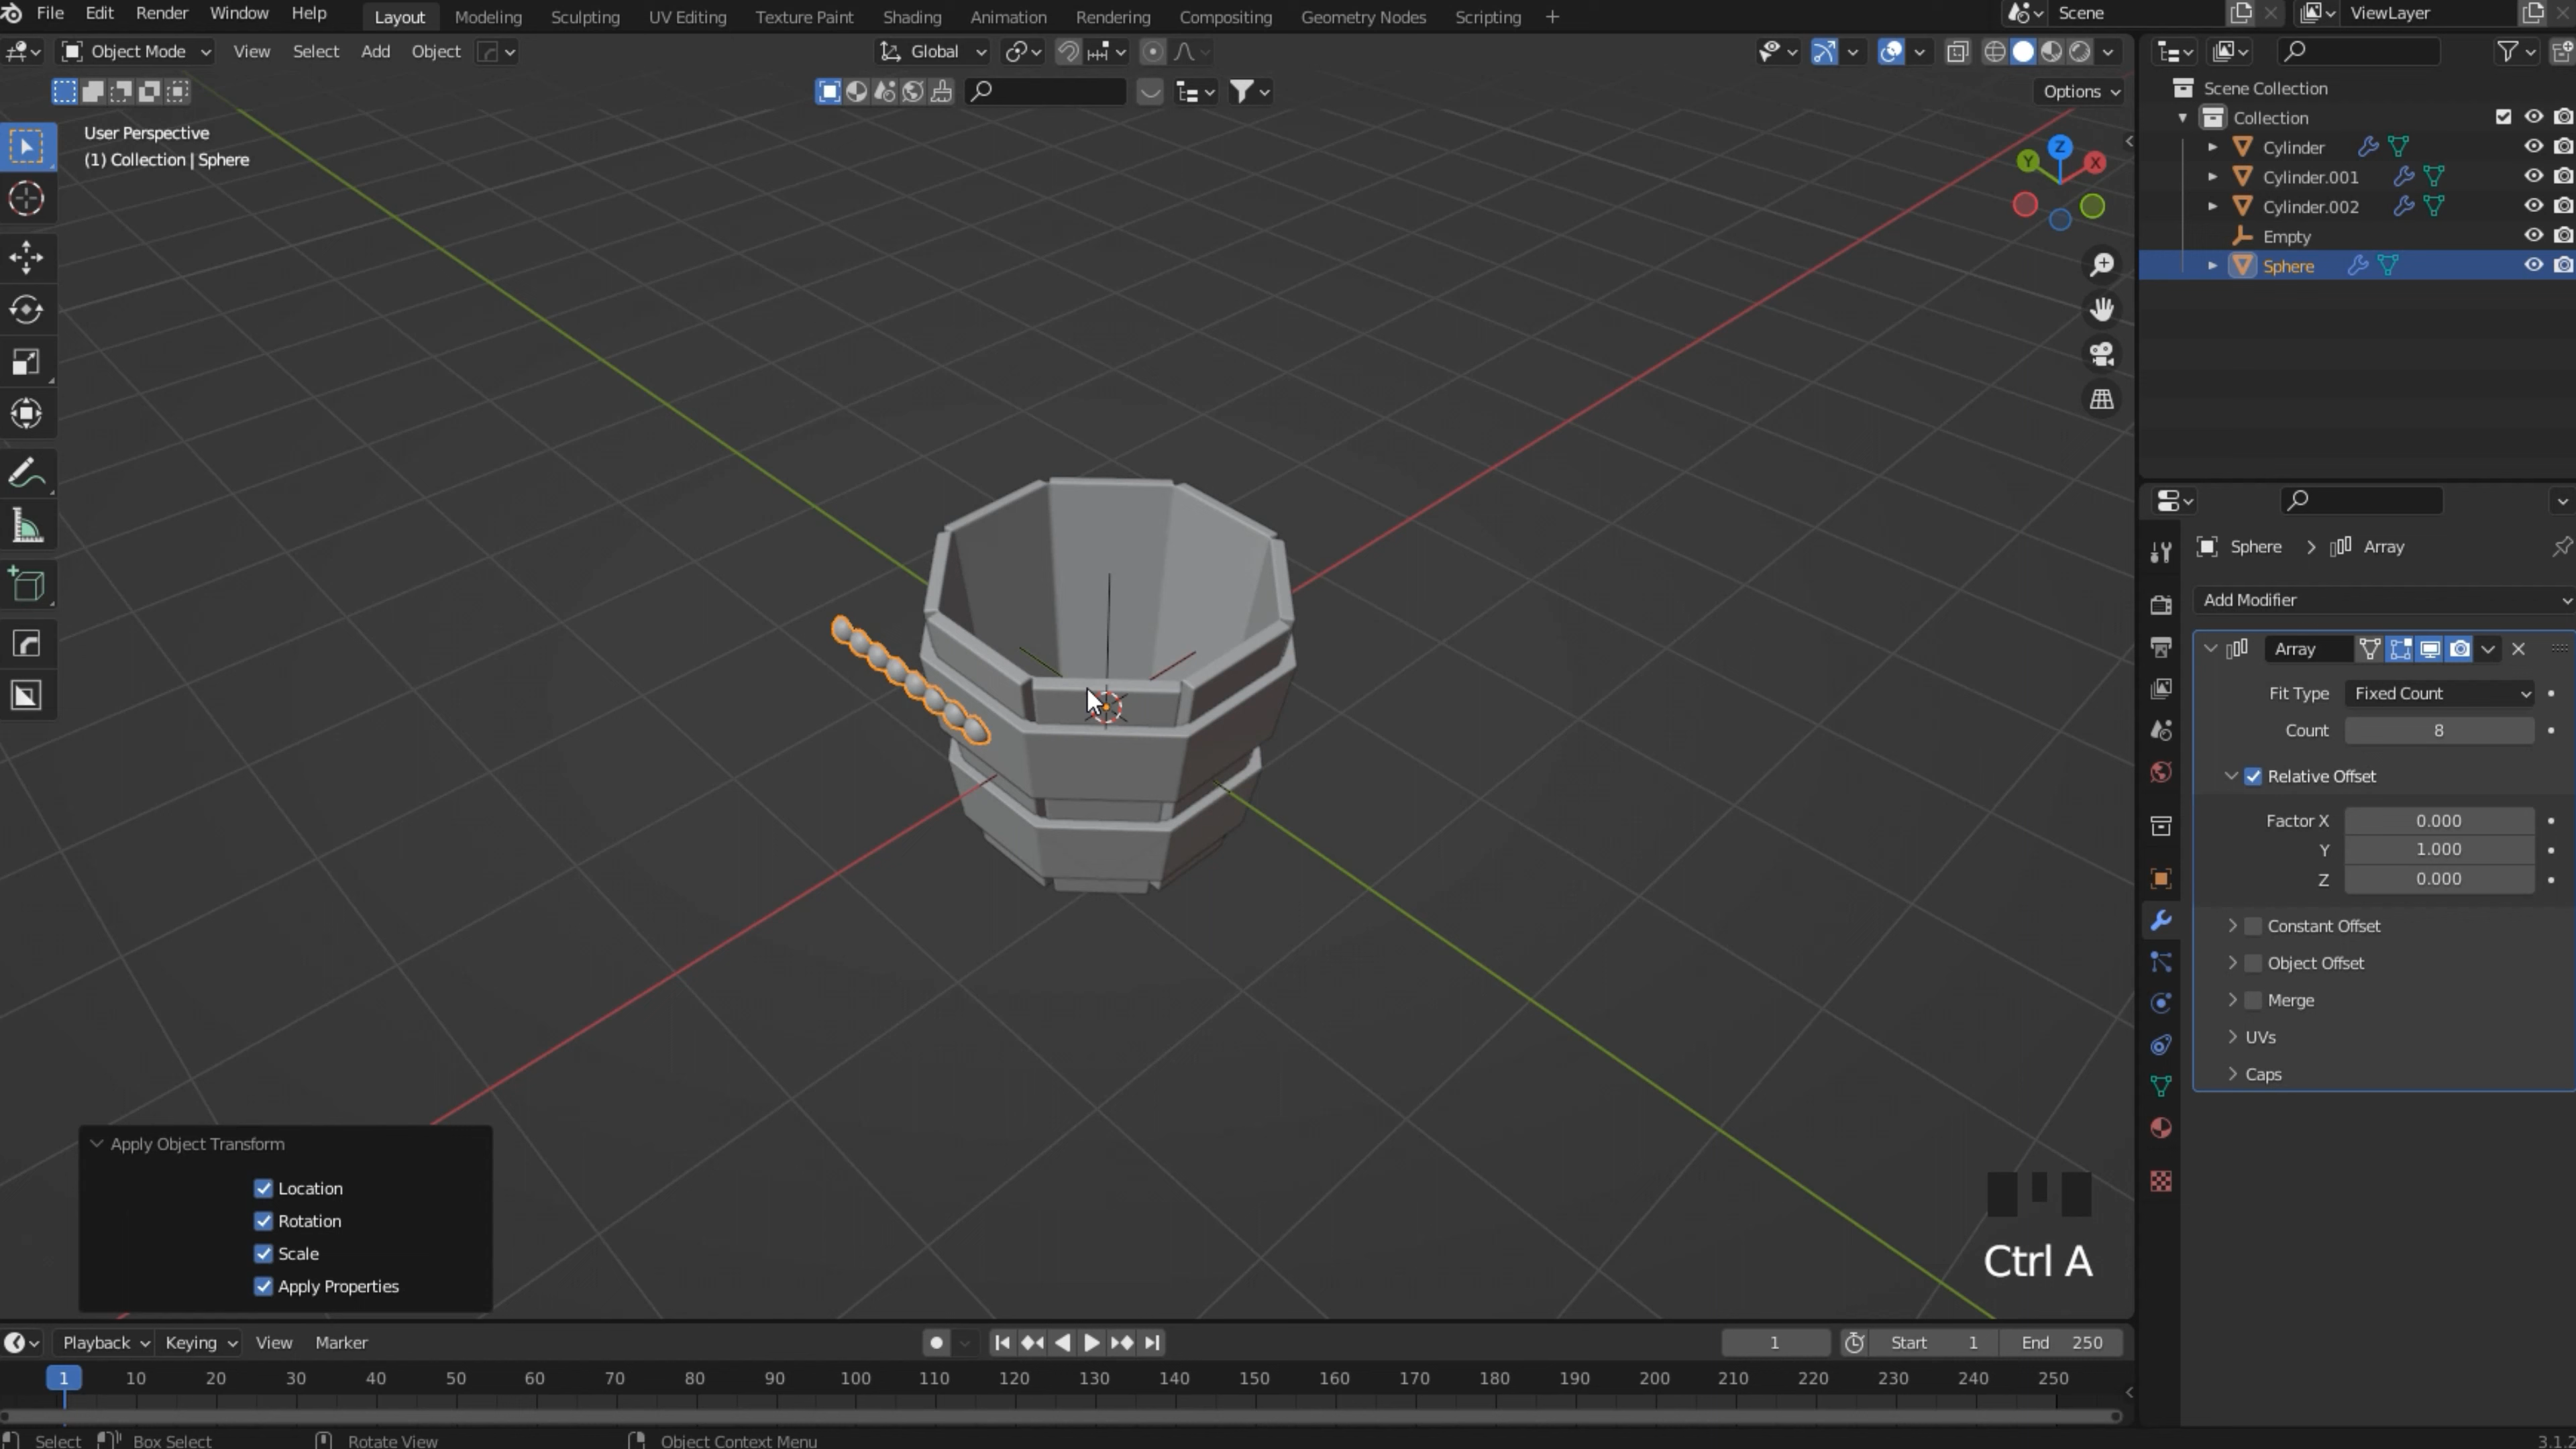 File Edit Render Window Help Layout Modeling Sculpting UV Editing Texture Paint Shading Animation Rendering Compositing Geometry Nodes Scripting + Scene ViewLayer
Object Mode View Select Add Object Global
Options
User Perspective
(1) Collection | Sphere
Z
Y
X
Scene Collection
Collection
Cylinder
Cylinder.001
Cylinder.002
Empty
Sphere
Sphere > Array
Add Modifier
Array
Fit Type Fixed Count
Count 8
Relative Offset
Factor X 0.000
Y 1.000
Z 0.000
Constant Offset
Object Offset
Merge
UVs
Caps
Apply Object Transform
Location
Rotation
Scale
Apply Properties
Ctrl A
Playback Keying View Marker 1 Start 1 End 250
1 10 20 30 40 50 60 70 80 90 100 110 120 130 140 150 160 170 180 190 200 210 220 230 240 250
Select Box Select Rotate View Object Context Menu 3.1.2